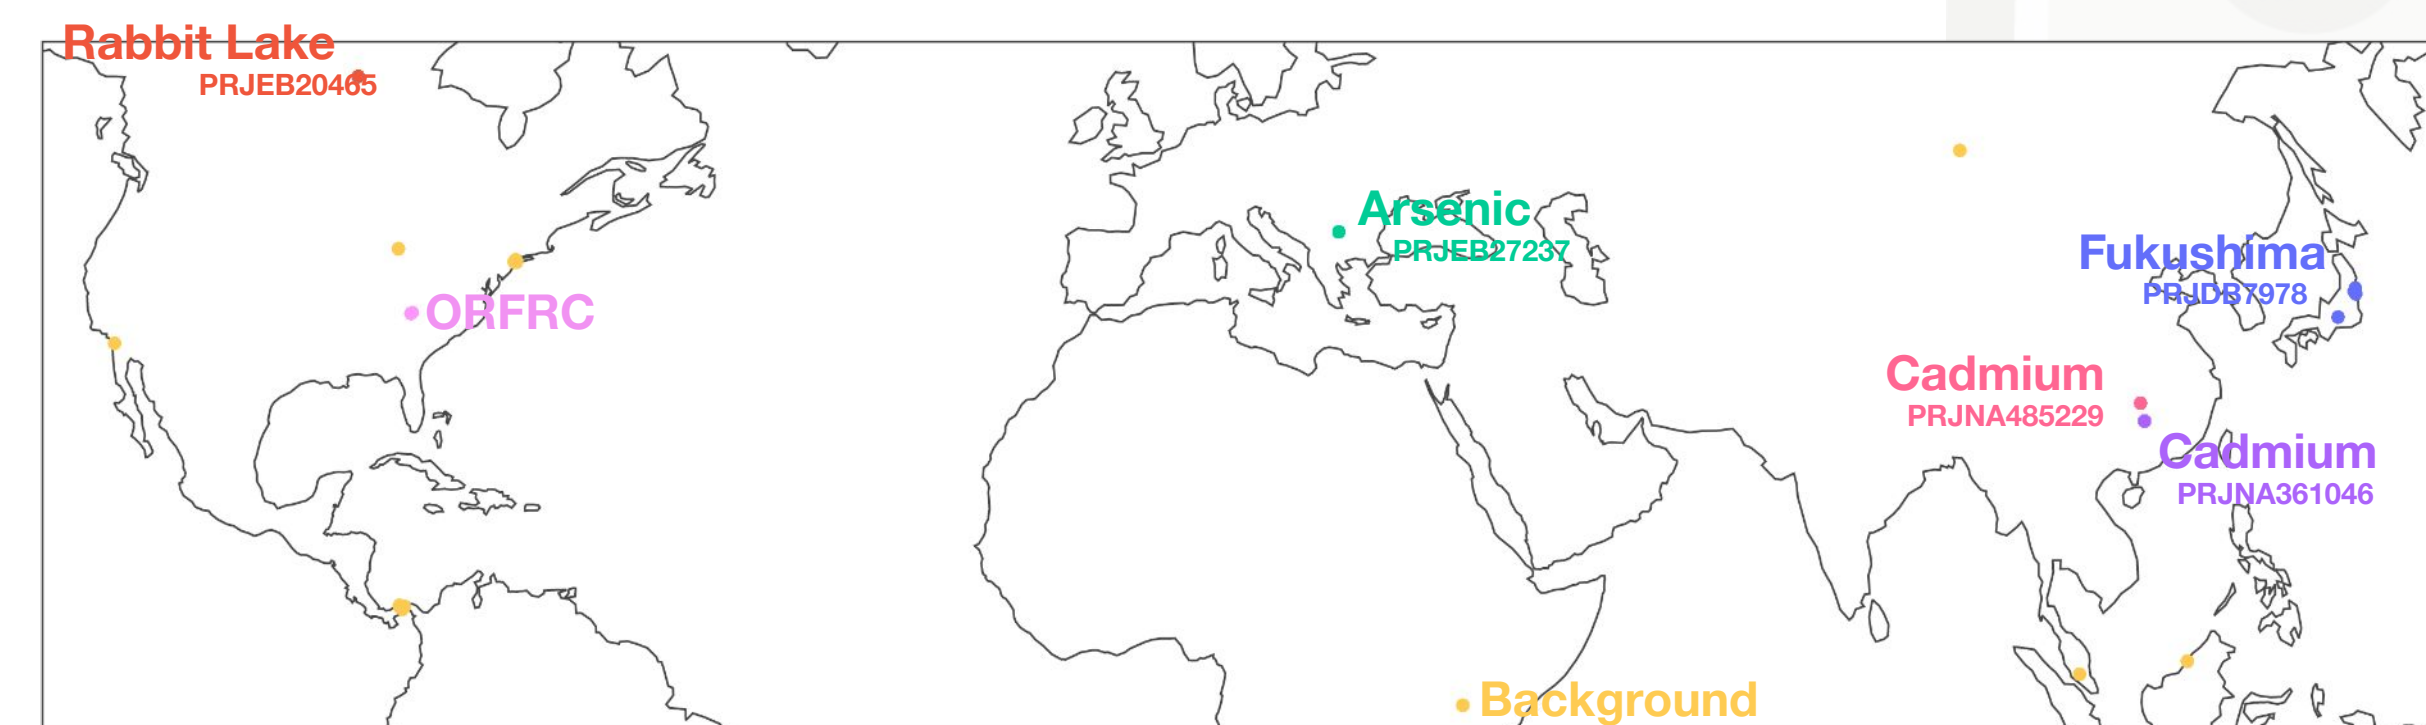 Rabbit Lake
PRJEB20465
Arsenic
PRJEB27237
Fukushima
PRJDB7978
ORFRC
Cadmium
PRJNA485229
Cadmium
PRJNA361046
Background